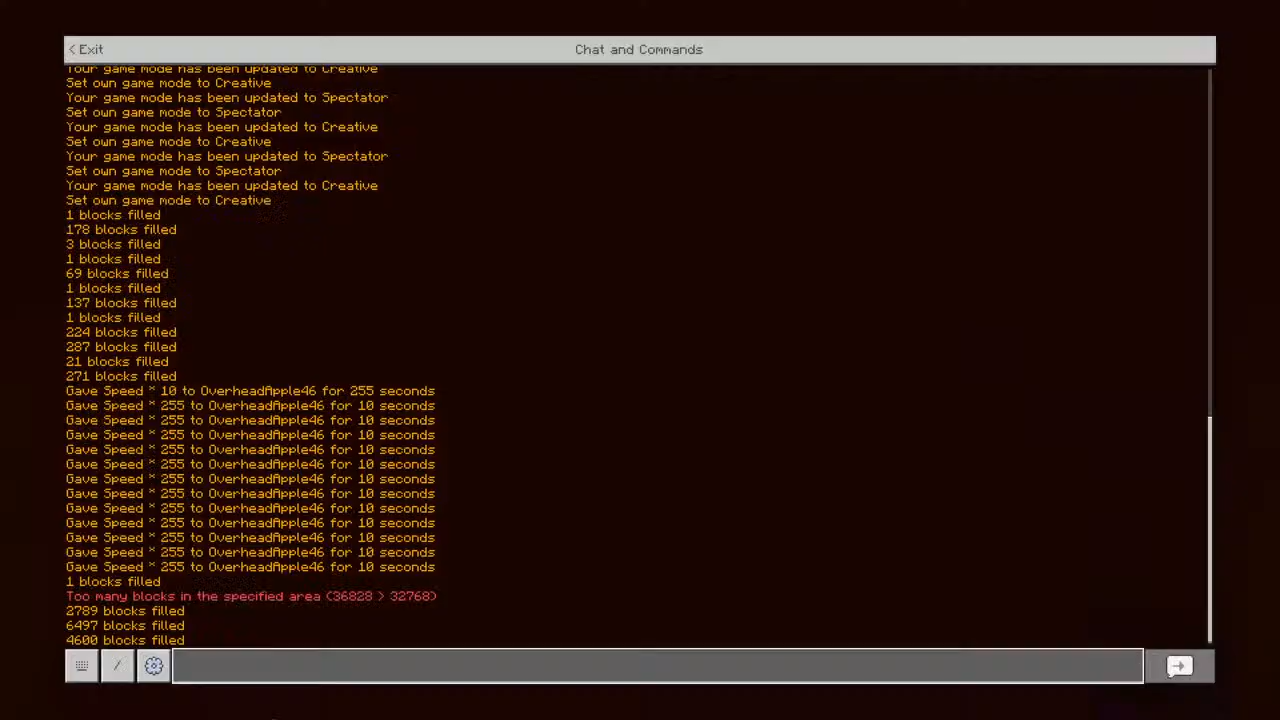 < Exit
Chat and Commands
Your game mode has been updated to Creative
Set own game mode to Creative
Your game mode has been updated to Spectator
Set own game mode to Spectator
Your game mode has been updated to Creative
Set own game mode to Creative
Your game mode has been updated to Spectator
Set own game mode to Spectator
Your game mode has been updated to Creative
Set own game mode to Creative
1 blocks filled
178 blocks filled
3 blocks filled
1 blocks filled
69 blocks filled
1 blocks filled
137 blocks filled
1 blocks filled
224 blocks filled
287 blocks filled
21 blocks filled
271 blocks filled
Gave Speed * 10 to OverheadApple46 for 255 seconds
Gave Speed * 255 to OverheadApple46 for 10 seconds
Gave Speed * 255 to OverheadApple46 for 10 seconds
Gave Speed * 255 to OverheadApple46 for 10 seconds
Gave Speed * 255 to OverheadApple46 for 10 seconds
Gave Speed * 255 to OverheadApple46 for 10 seconds
Gave Speed * 255 to OverheadApple46 for 10 seconds
Gave Speed * 255 to OverheadApple46 for 10 seconds
Gave Speed * 255 to OverheadApple46 for 10 seconds
Gave Speed * 255 to OverheadApple46 for 10 seconds
Gave Speed * 255 to OverheadApple46 for 10 seconds
Gave Speed * 255 to OverheadApple46 for 10 seconds
Gave Speed * 255 to OverheadApple46 for 10 seconds
1 blocks filled
Too many blocks in the specified area (36828 > 32768)
2789 blocks filled
6497 blocks filled
4600 blocks filled
/